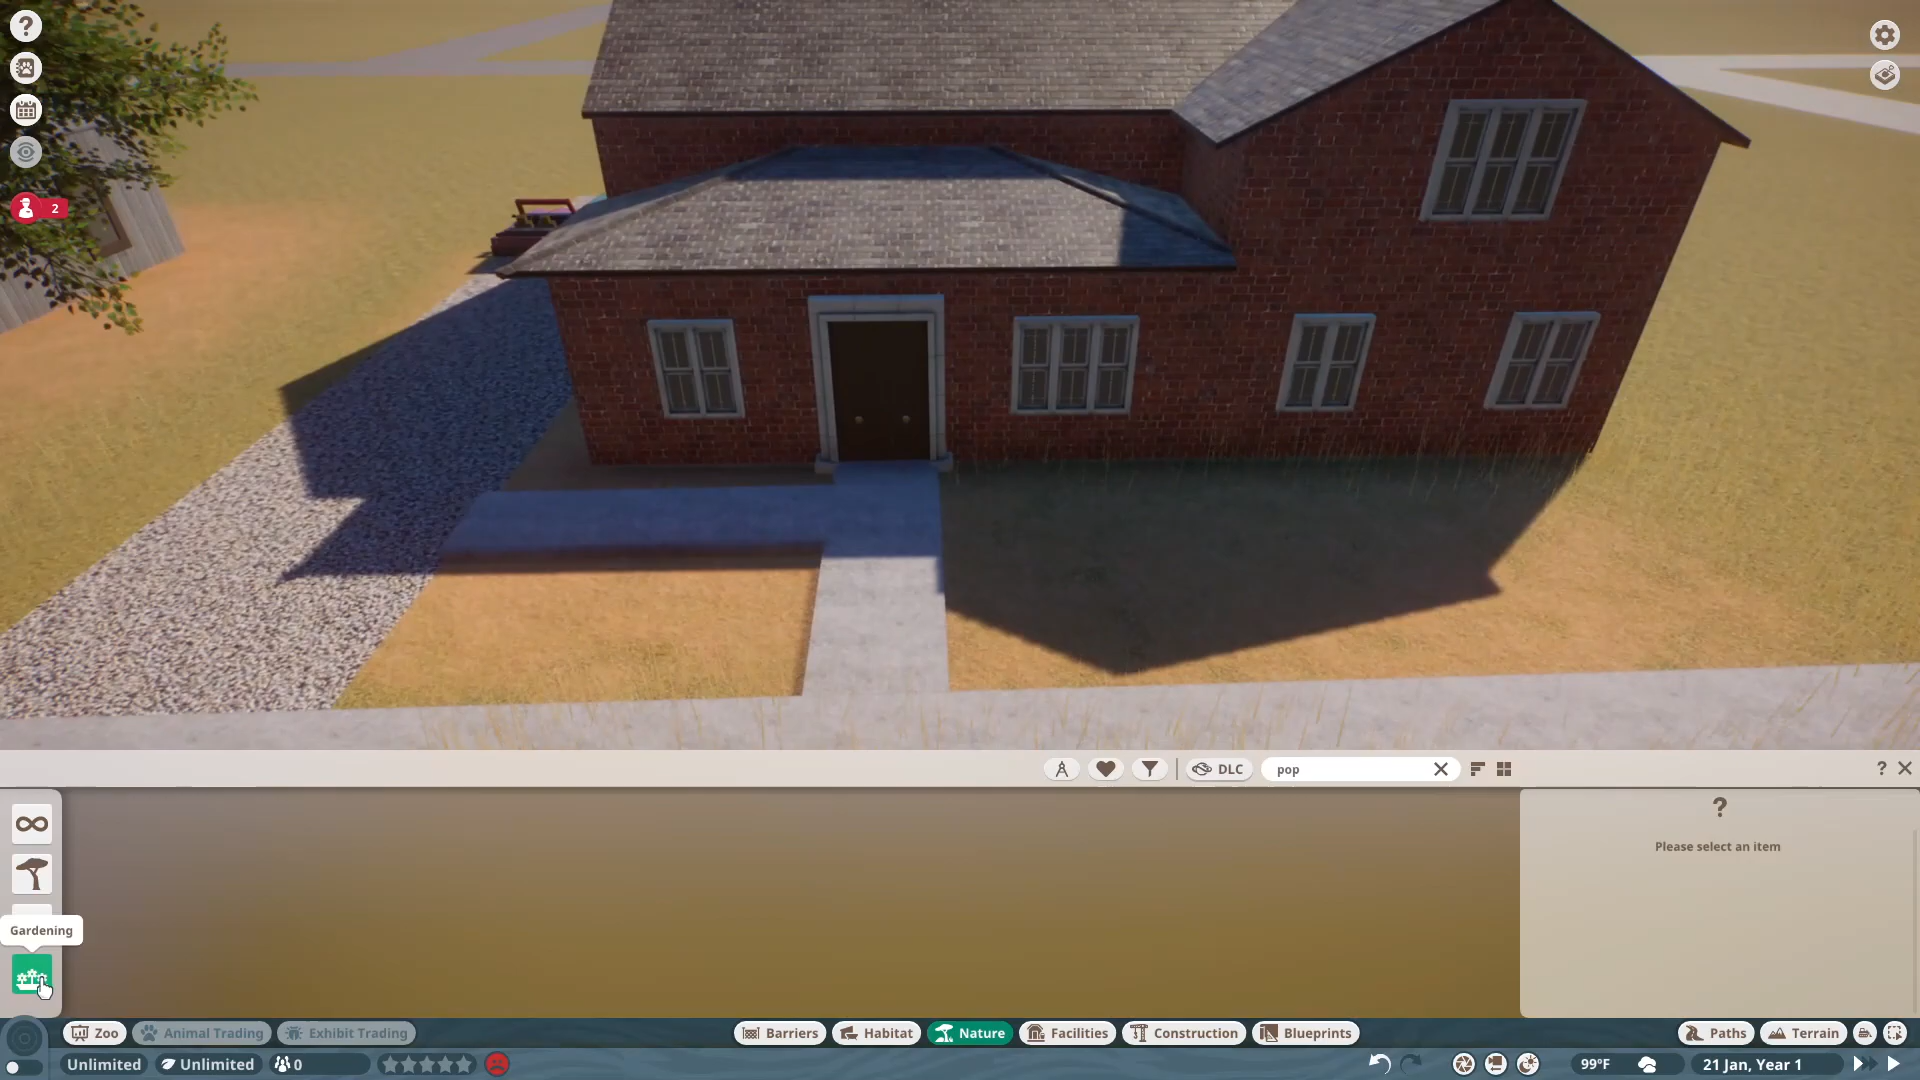 2
DLC
pop
?
?
Please select an item
Gardening
Zoo
Animal Trading
Exhibit Trading
Barriers
Habitat
Nature
Facilities
Construction
Blueprints
Paths
Terrain
Unlimited
Unlimited
0
99°F
21 Jan, Year 1